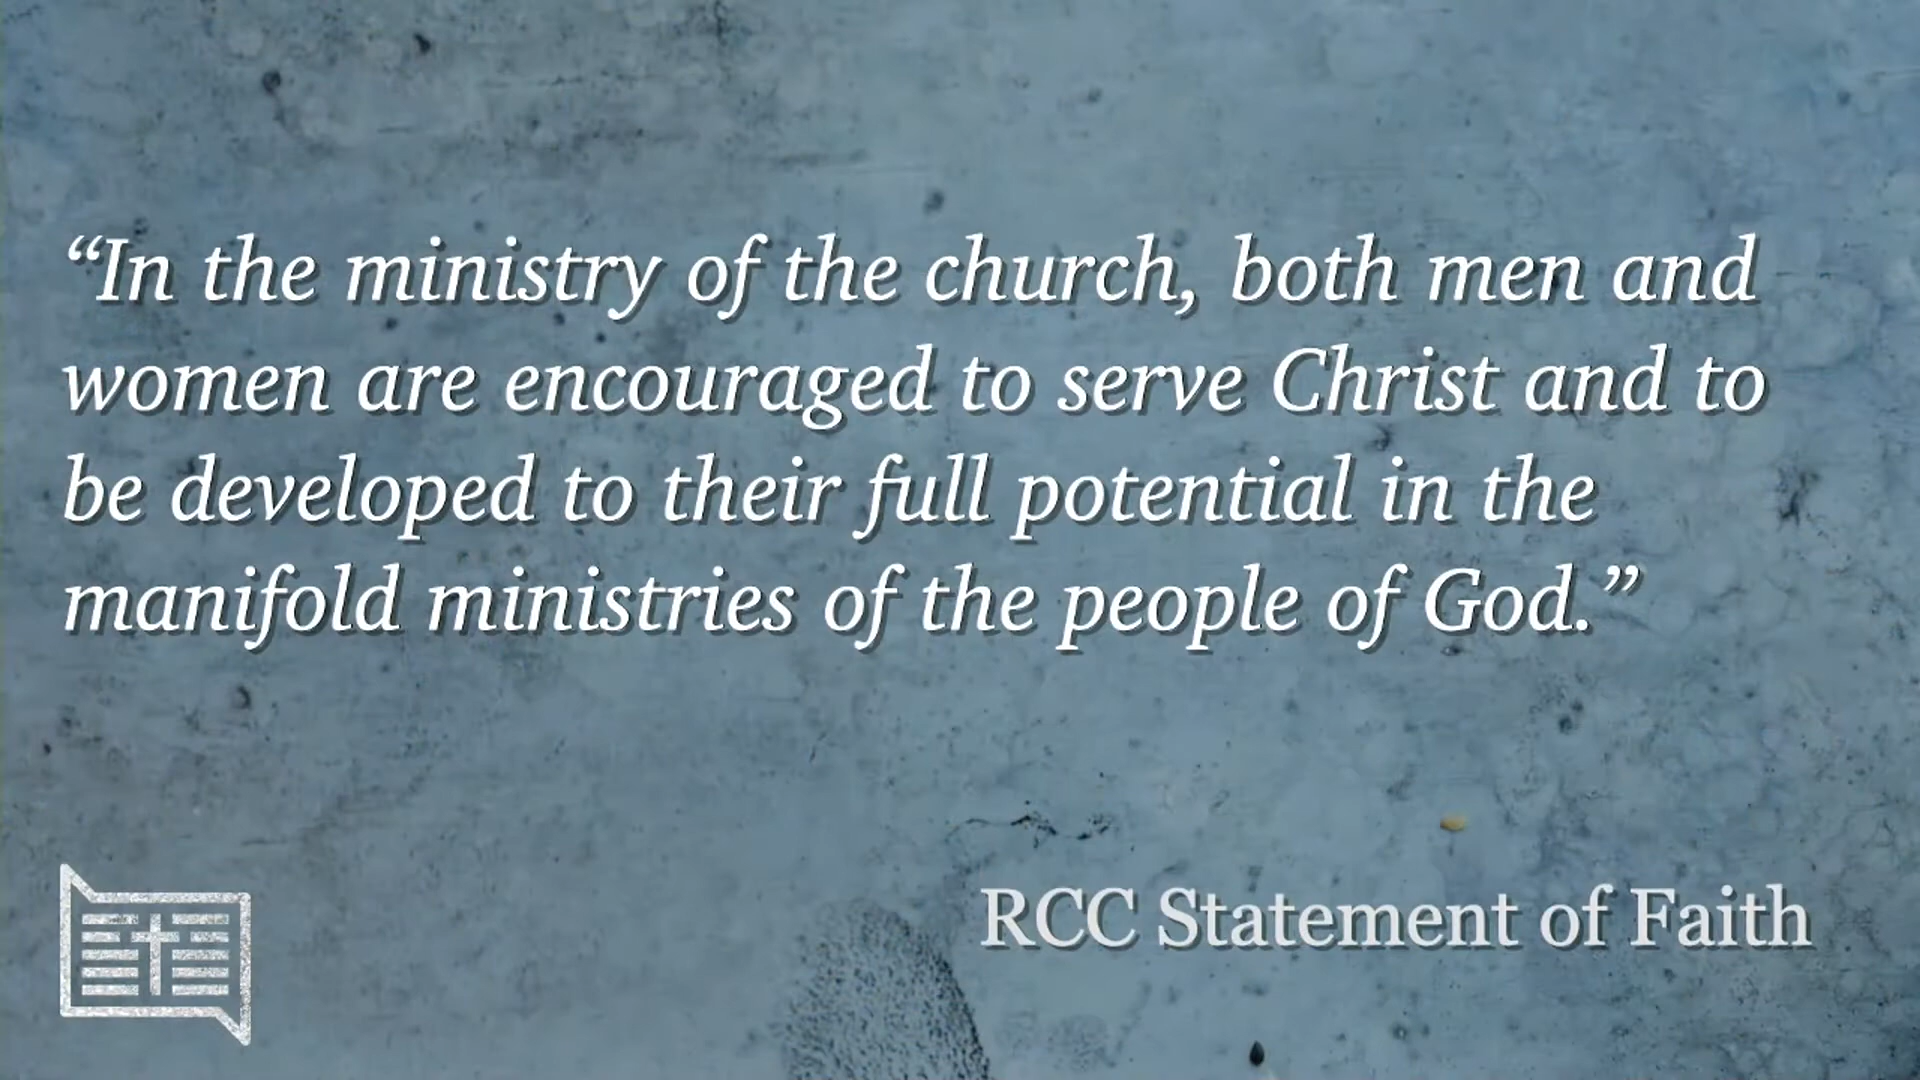 “In the ministry of the church, both men and
women are encouraged to serve Christ and to
be developed to their full potential in the
manifold ministries of the people of God.”
RCC Statement of Faith